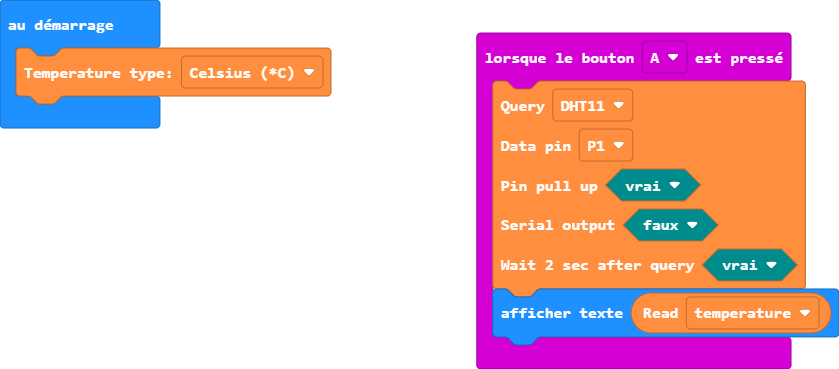 au démarrage
Temperature type: Celsius (*C)
lorsque le bouton A est pressé
Query DHT11
Data pin P1
Pin pull up vrai
Serial output faux
Wait 2 sec after query vrai
afficher texte Read temperature